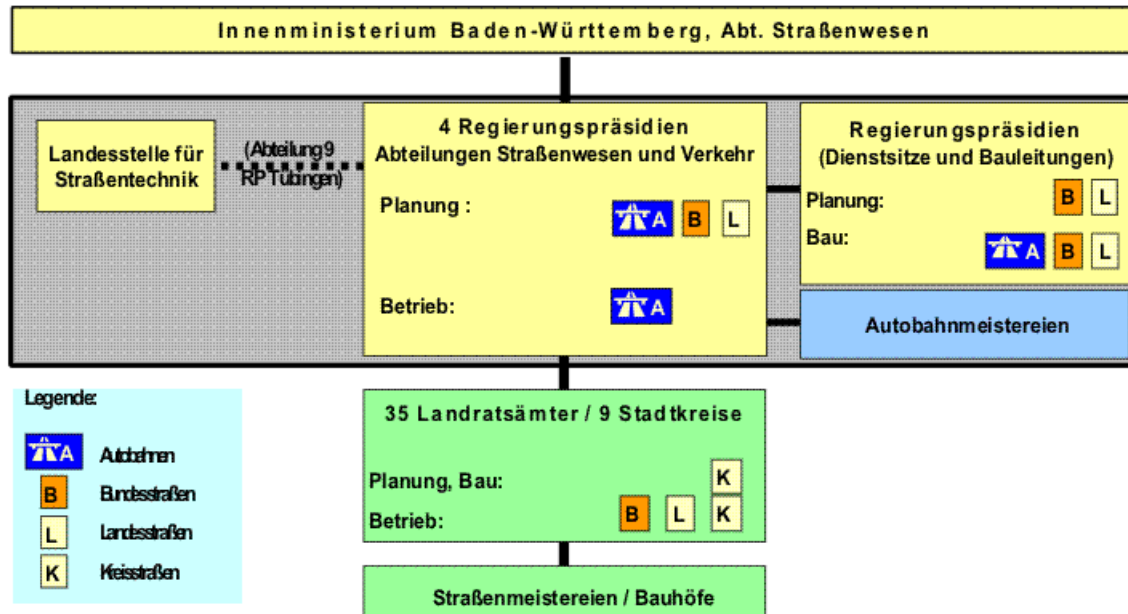 Innenministerium Baden-Württemberg, Abt. Straßenwesen
Landesstelle für
Straßentechnik
(Abteilung 9
RP Tübingen)
4 Regierungspräsidien
Abteilungen Straßenwesen und Verkehr
Planung :
A B L
Betrieb:
A
Regierungspräsidien
(Dienstsitze und Bauleitungen)
Planung:
B L
Bau:
A B L
Autobahnmeistereien
Legende:
A Autobahnen
B Bundesstraßen
L Landesstraßen
K Kreisstraßen
35 Landratsämter / 9 Stadtkreise
Planung, Bau:
K
Betrieb:
B L K
Straßenmeistereien / Bauhöfe